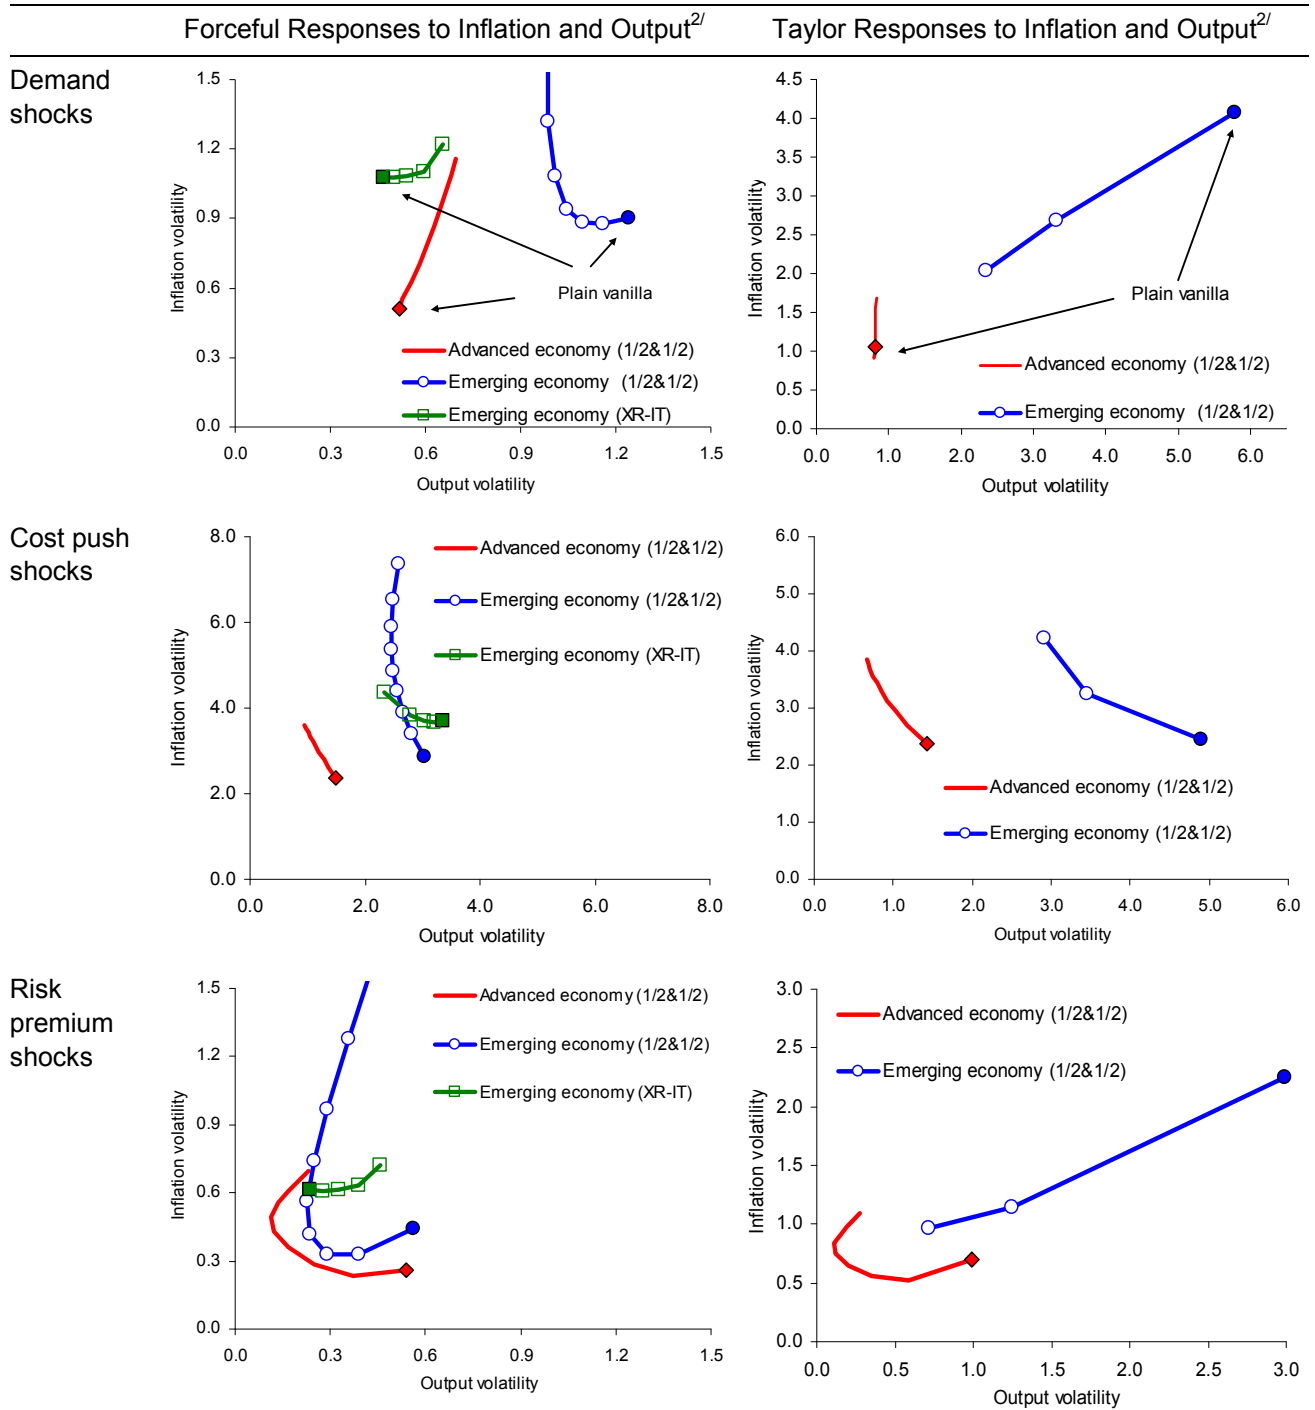 Forceful Responses to Inflation and Output2/
Taylor Responses to Inflation and Output2/
Demand
shocks
1.5
1.2
0.9
0.6
0.3
0.0
Inflation volatility
Plain vanilla
Advanced economy (1/2&1/2)
Emerging economy (1/2&1/2)
Emerging economy (XR-IT)
0.0 0.3 0.6 0.9 1.2 1.5
Output volatility
4.5
4.0
3.5
3.0
2.5
2.0
1.5
1.0
0.5
0.0
Inflation volatility
Plain vanilla
Advanced economy (1/2&1/2)
Emerging economy (1/2&1/2)
0.0 1.0 2.0 3.0 4.0 5.0 6.0
Output volatility
Cost push
shocks
8.0
6.0
4.0
2.0
0.0
Inflation volatility
Advanced economy (1/2&1/2)
Emerging economy (1/2&1/2)
Emerging economy (XR-IT)
0.0 2.0 4.0 6.0 8.0
Output volatility
6.0
5.0
4.0
3.0
2.0
1.0
0.0
Inflation volatility
Advanced economy (1/2&1/2)
Emerging economy (1/2&1/2)
0.0 1.0 2.0 3.0 4.0 5.0 6.0
Output volatility
Risk
premium
shocks
1.5
1.2
0.9
0.6
0.3
0.0
Inflation volatility
Advanced economy (1/2&1/2)
Emerging economy (1/2&1/2)
Emerging economy (XR-IT)
0.0 0.3 0.6 0.9 1.2 1.5
Output volatility
3.0
2.5
2.0
1.5
1.0
0.5
0.0
Inflation volatility
Advanced economy (1/2&1/2)
Emerging economy (1/2&1/2)
0.0 0.5 1.0 1.5 2.0 2.5 3.0
Output volatility